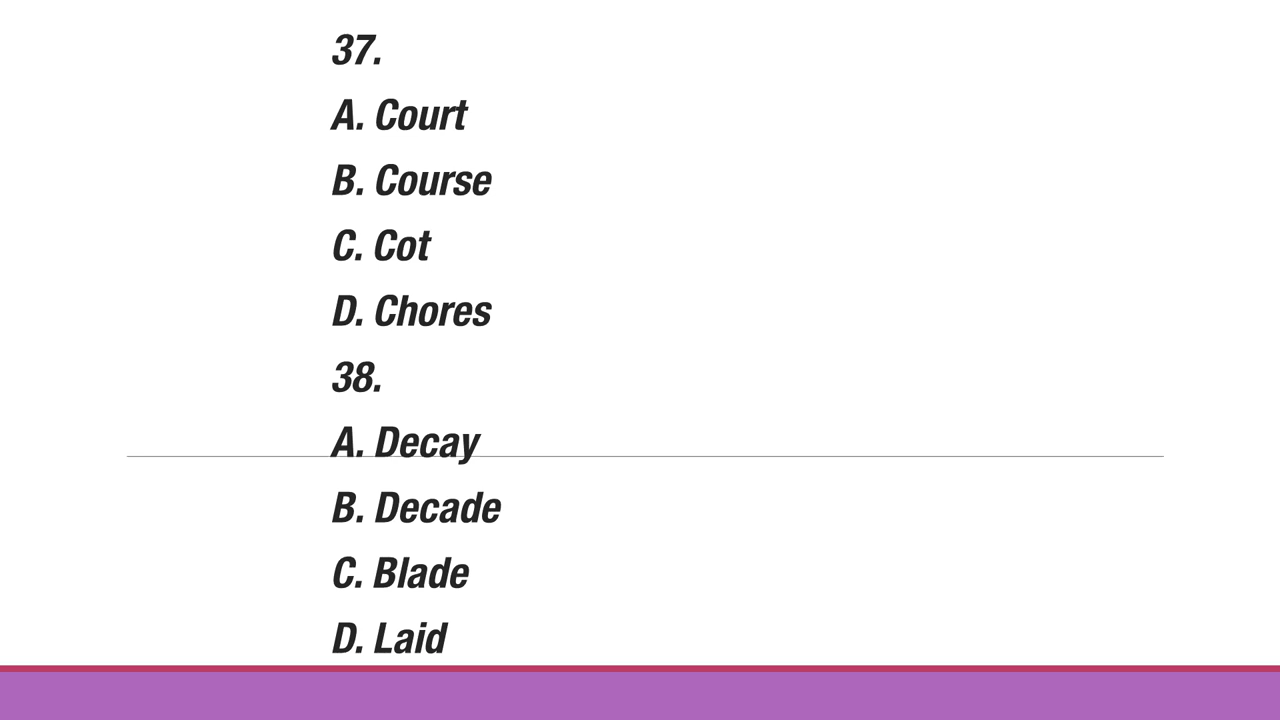 37.
A. Court
B. Course
C. Cot
D. Chores
38.
A. Decay
B. Decade
C. Blade
D. Laid